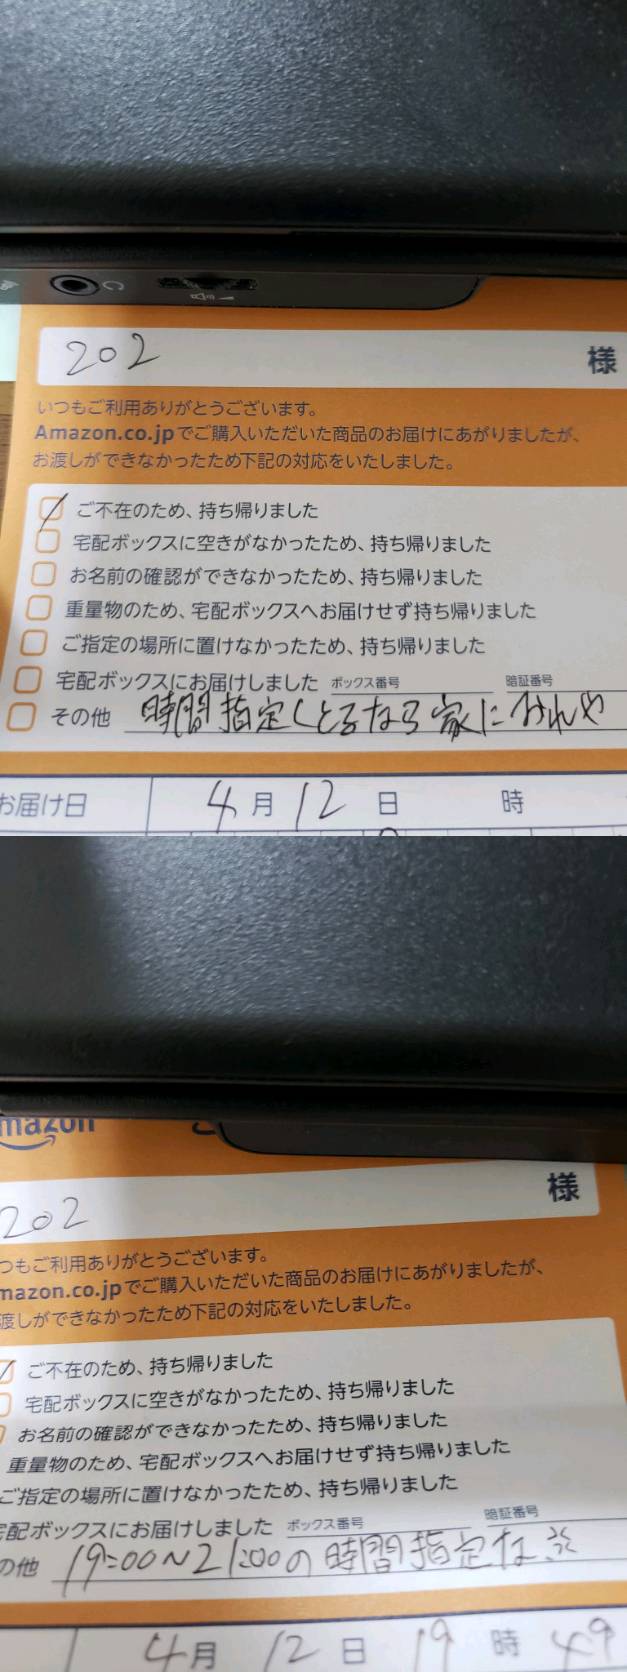 202 様
いつもご利用ありがとうございます。
Amazon.co.jpでご購入いただいた商品のお届けにあがりましたが、
お渡しができなかったため下記の対応をいたしました。
ご不在のため、持ち帰りました
宅配ボックスに空きがなかったため、持ち帰りました
お名前の確認ができなかったため、持ち帰りました
重量物のため、宅配ボックスへお届けせず持ち帰りました
ご指定の場所に置けなかったため、持ち帰りました
宅配ボックスにお届けしました ボックス番号 暗証番号
その他 時間指定くとるなら家に
お届け日 4月12日 時
mazon
202 様
つもご利用ありがとうございます。
mazon.co.jpでご購入いただいた商品のお届けにあがりましたが、
渡しができなかったため下記の対応をいたしました。
ご不在のため、持ち帰りました
宅配ボックスに空きがなかったため、持ち帰りました
お名前の確認ができなかったため、持ち帰りました
重量物のため、宅配ボックスへお届けせず持ち帰りました
ご指定の場所に置けなかったため、持ち帰りました
宅配ボックスにお届けしました ボックス番号 暗証番号
の他 19:00~21:00の時間指定な
4月12日 19時49